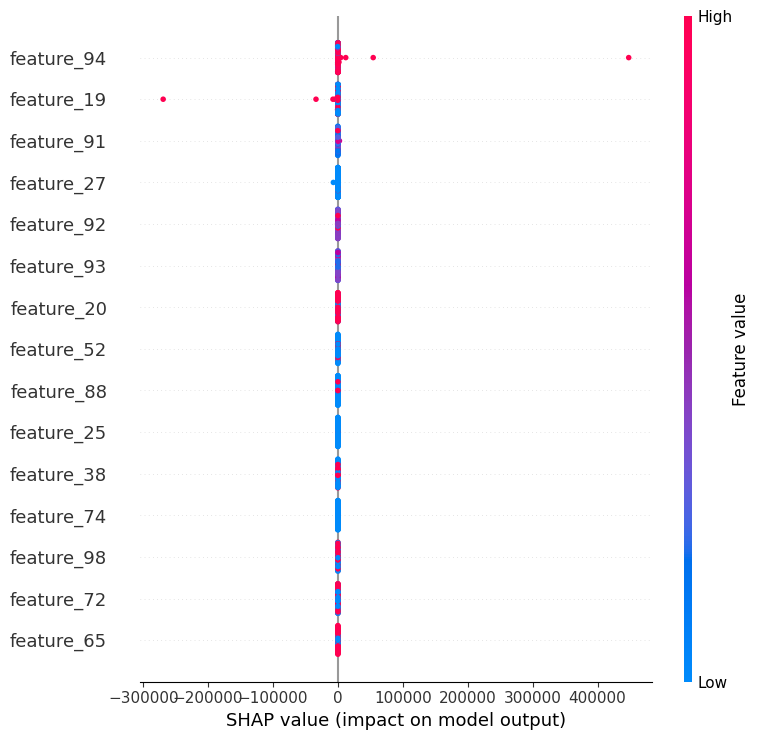 High
feature_94
feature_19
feature_91
feature_27
feature_92
feature_93
feature_20
feature_52
feature_88
feature_25
feature_38
feature_74
feature_98
feature_72
feature_65
Feature value
Low
−300000 −200000 −100000 0 100000 200000 300000 400000
SHAP value (impact on model output)